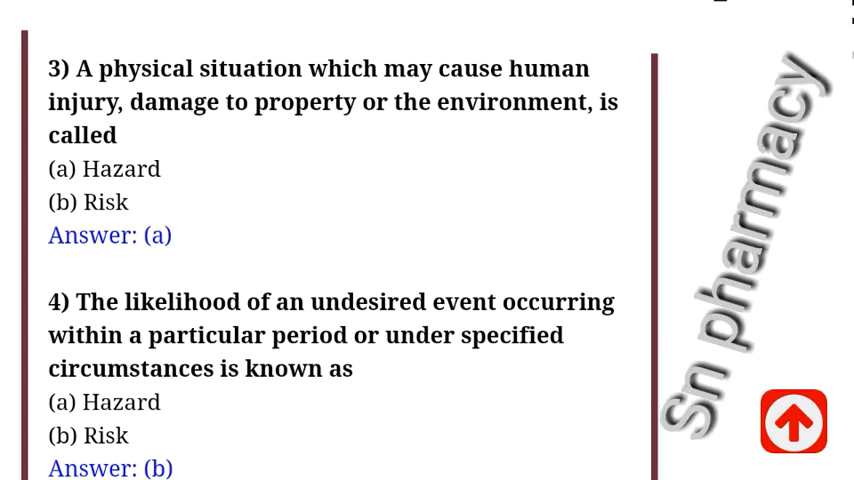 3) A physical situation which may cause human
injury, damage to property or the environment, is
called
(a) Hazard
(b) Risk
Answer: (a)
4) The likelihood of an undesired event occurring
within a particular period or under specified
circumstances is known as
(a) Hazard
(b) Risk
Answer: (b)
Sn pharmacy